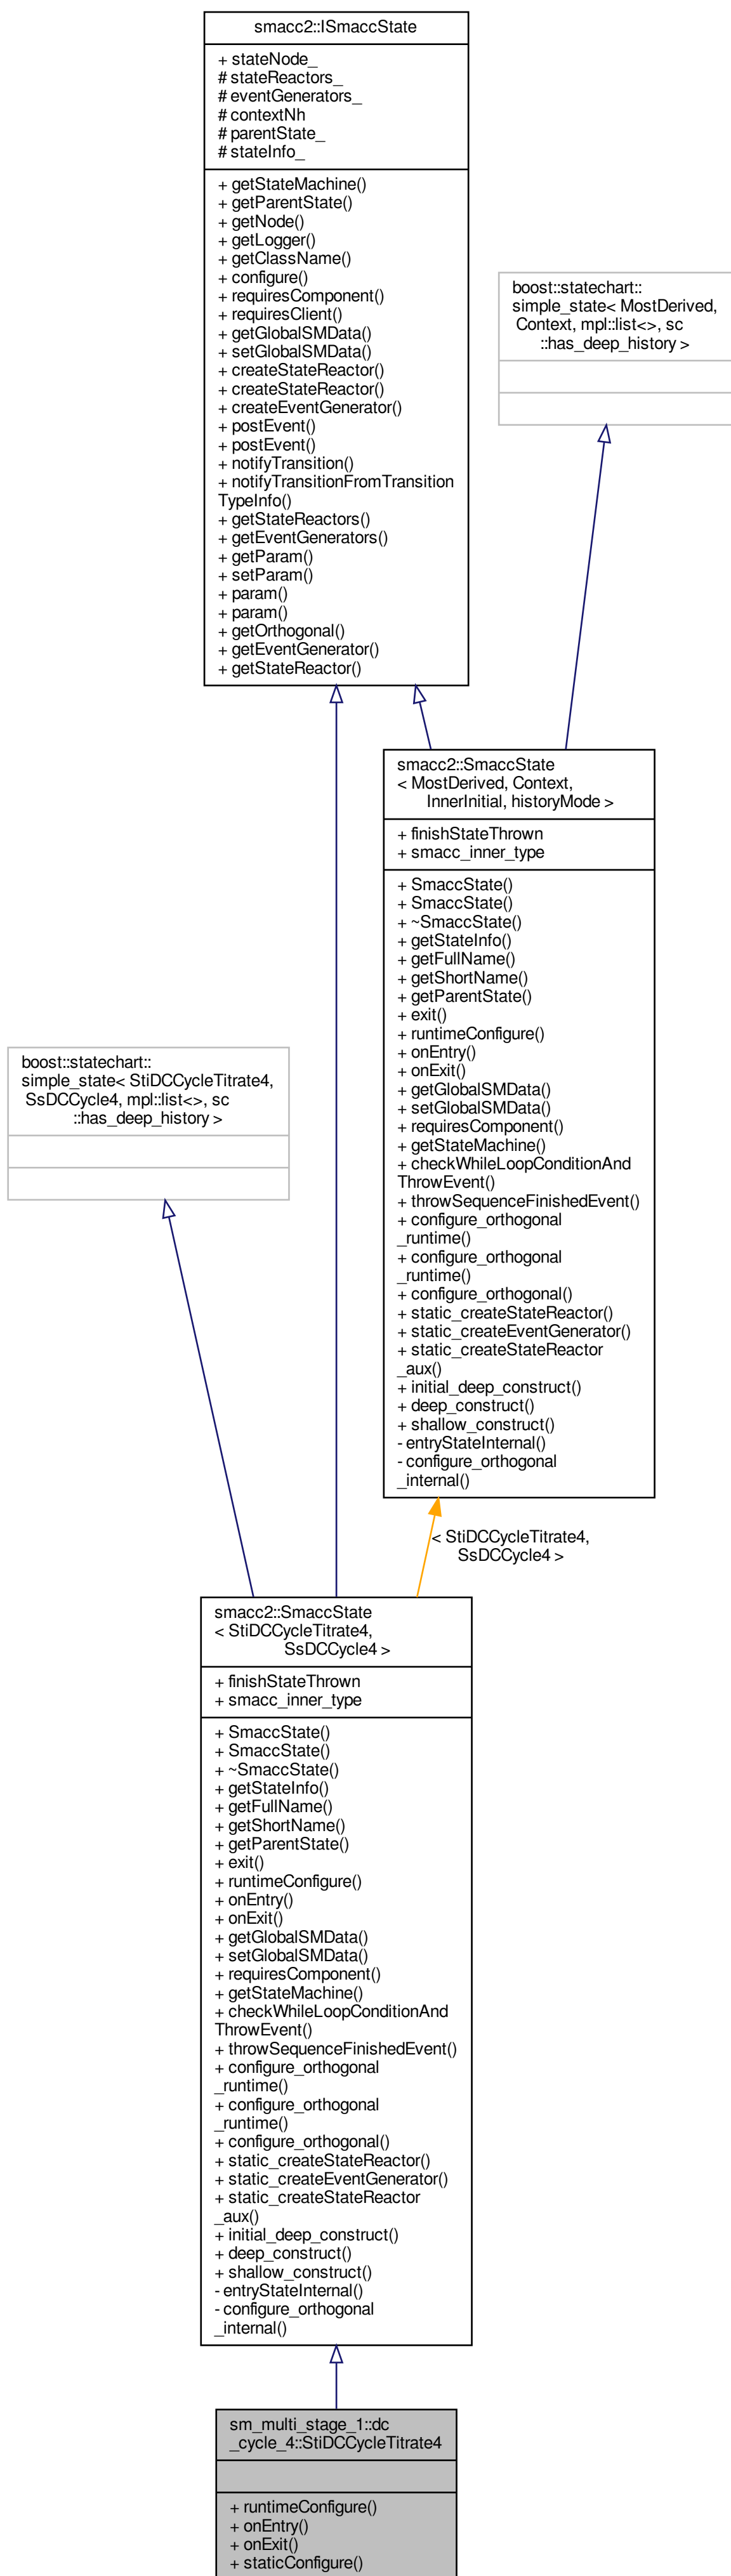 smacc2::ISmaccState
+ stateNode_
# stateReactors_
# eventGenerators_
# contextNh
# parentState_
# stateInfo_
+ getStateMachine()
+ getParentState()
+ getNode()
+ getLogger()
+ getClassName()
+ configure()
+ requiresComponent()
+ requiresClient()
+ getGlobalSMData()
+ setGlobalSMData()
+ createStateReactor()
+ createStateReactor()
+ createEventGenerator()
+ postEvent()
+ postEvent()
+ notifyTransition()
+ notifyTransitionFromTransition
TypeInfo()
+ getStateReactors()
+ getEventGenerators()
+ getParam()
+ setParam()
+ param()
+ param()
+ getOrthogonal()
+ getEventGenerator()
+ getStateReactor()
boost::statechart::
simple_state< MostDerived,
Context, mpl::list<>, sc
::has_deep_history >
smacc2::SmaccState
< MostDerived, Context,
InnerInitial, historyMode >
+ finishStateThrown
+ smacc_inner_type
+ SmaccState()
+ SmaccState()
+ ~SmaccState()
+ getStateInfo()
+ getFullName()
+ getShortName()
+ getParentState()
+ exit()
+ runtimeConfigure()
+ onEntry()
+ onExit()
+ getGlobalSMData()
+ setGlobalSMData()
+ requiresComponent()
+ getStateMachine()
+ checkWhileLoopConditionAnd
ThrowEvent()
+ throwSequenceFinishedEvent()
+ configure_orthogonal
_runtime()
+ configure_orthogonal
_runtime()
+ configure_orthogonal()
+ static_createStateReactor()
+ static_createEventGenerator()
+ static_createStateReactor
_aux()
+ initial_deep_construct()
+ deep_construct()
+ shallow_construct()
- entryStateInternal()
- configure_orthogonal
_internal()
boost::statechart::
simple_state< StiDCCycleTitrate4,
SsDCCycle4, mpl::list<>, sc
::has_deep_history >
< StiDCCycleTitrate4,
SsDCCycle4 >
smacc2::SmaccState
< StiDCCycleTitrate4,
SsDCCycle4 >
+ finishStateThrown
+ smacc_inner_type
+ SmaccState()
+ SmaccState()
+ ~SmaccState()
+ getStateInfo()
+ getFullName()
+ getShortName()
+ getParentState()
+ exit()
+ runtimeConfigure()
+ onEntry()
+ onExit()
+ getGlobalSMData()
+ setGlobalSMData()
+ requiresComponent()
+ getStateMachine()
+ checkWhileLoopConditionAnd
ThrowEvent()
+ throwSequenceFinishedEvent()
+ configure_orthogonal
_runtime()
+ configure_orthogonal
_runtime()
+ configure_orthogonal()
+ static_createStateReactor()
+ static_createEventGenerator()
+ static_createStateReactor
_aux()
+ initial_deep_construct()
+ deep_construct()
+ shallow_construct()
- entryStateInternal()
- configure_orthogonal
_internal()
sm_multi_stage_1::dc
_cycle_4::StiDCCycleTitrate4
+ runtimeConfigure()
+ onEntry()
+ onExit()
+ staticConfigure()